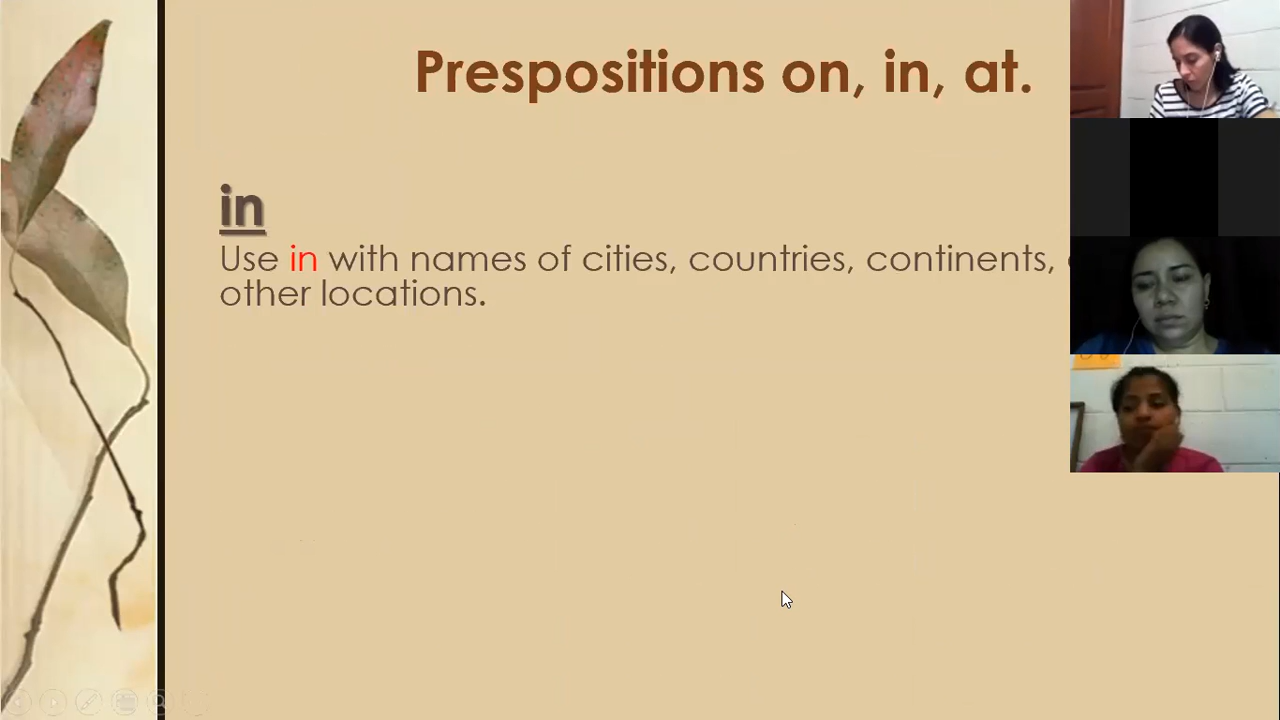 Prespositions on, in, at.
in
Use in with names of cities, countries, continents,
other locations.